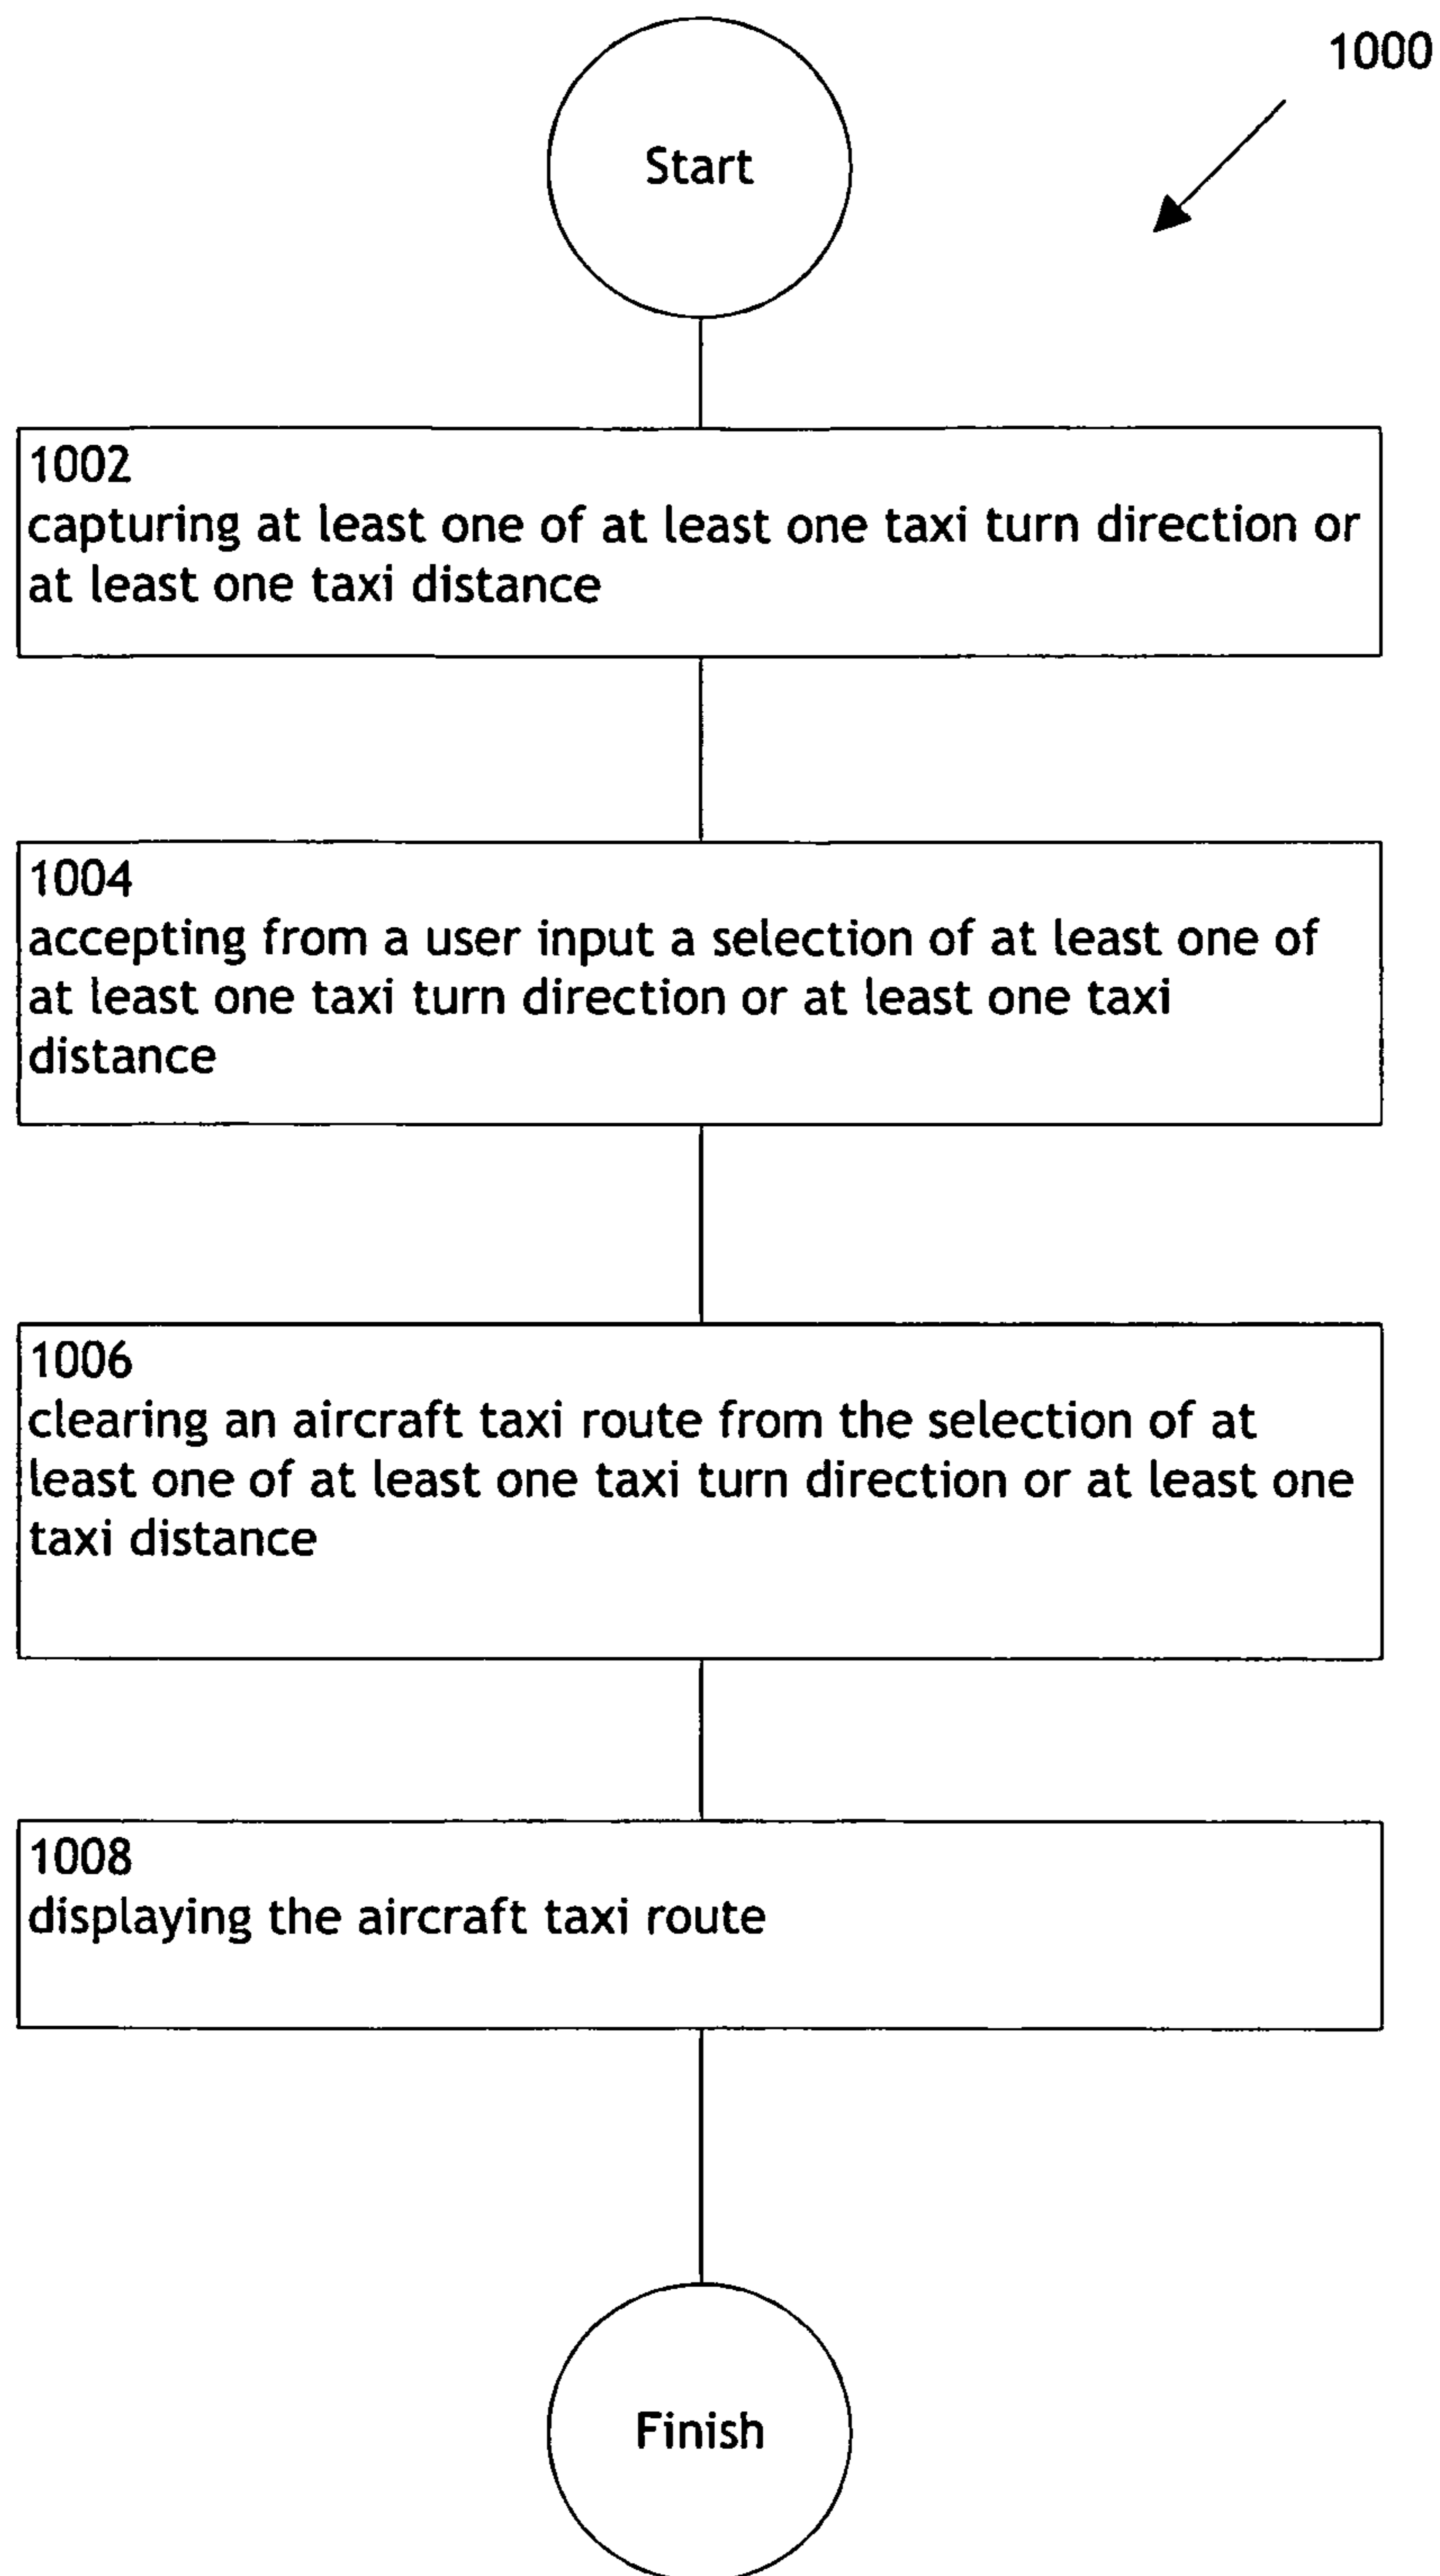 1000
Start
1002
capturing at least one of at least one taxi turn direction or
at least one taxi distance
1004
accepting from a user input a selection of at least one of
at least one taxi turn direction or at least one taxi
distance
1006
clearing an aircraft taxi route from the selection of at
least one of at least one taxi turn direction or at least one
taxi distance
1008
displaying the aircraft taxi route
Finish